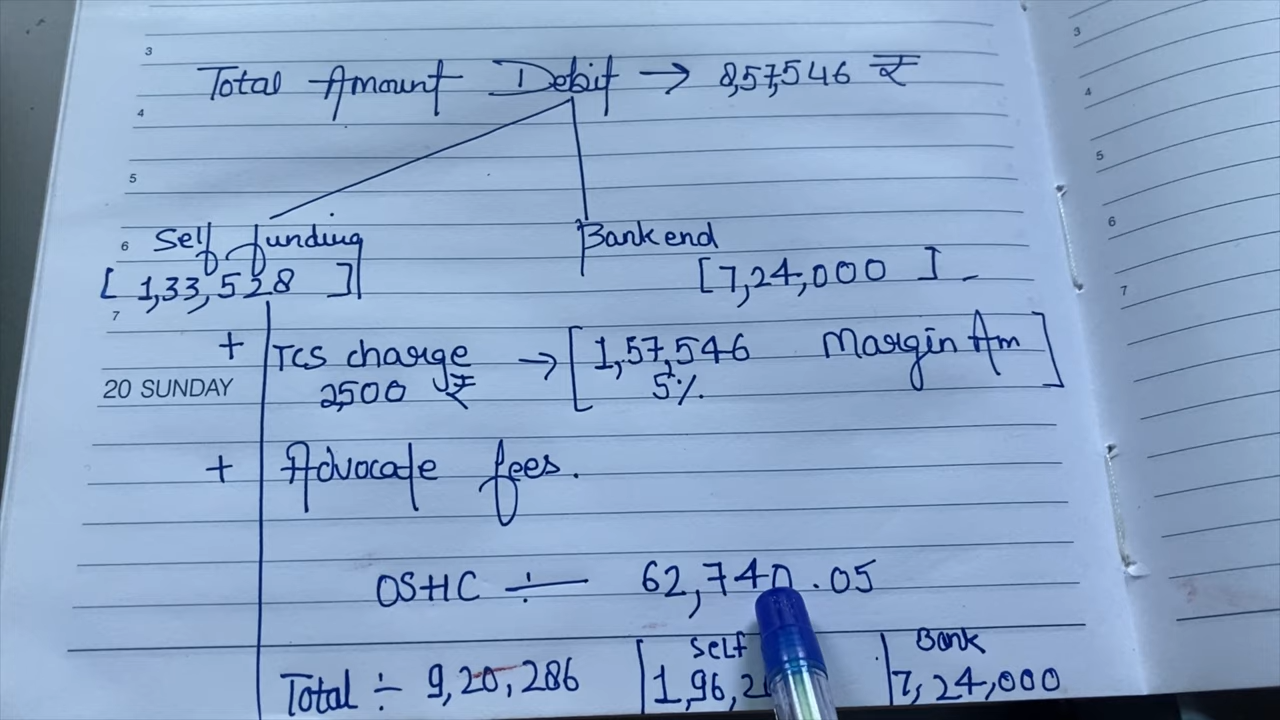 3
Total Amount Debit → 8,57,546 ₹
4
5
6 Self funding Bank end
[ 1,33,528 ] [7,24,000 ] -
7
+ TCS charge → [ 1,57,546 Margin Am ]
20 SUNDAY 2500 ₹ 5%
+ Advocate fees.
OSHC ÷ 62,740.05
Self Bank
Total ÷ 9,20,286 1,96,2 7,24,000
3
4
5
6
7